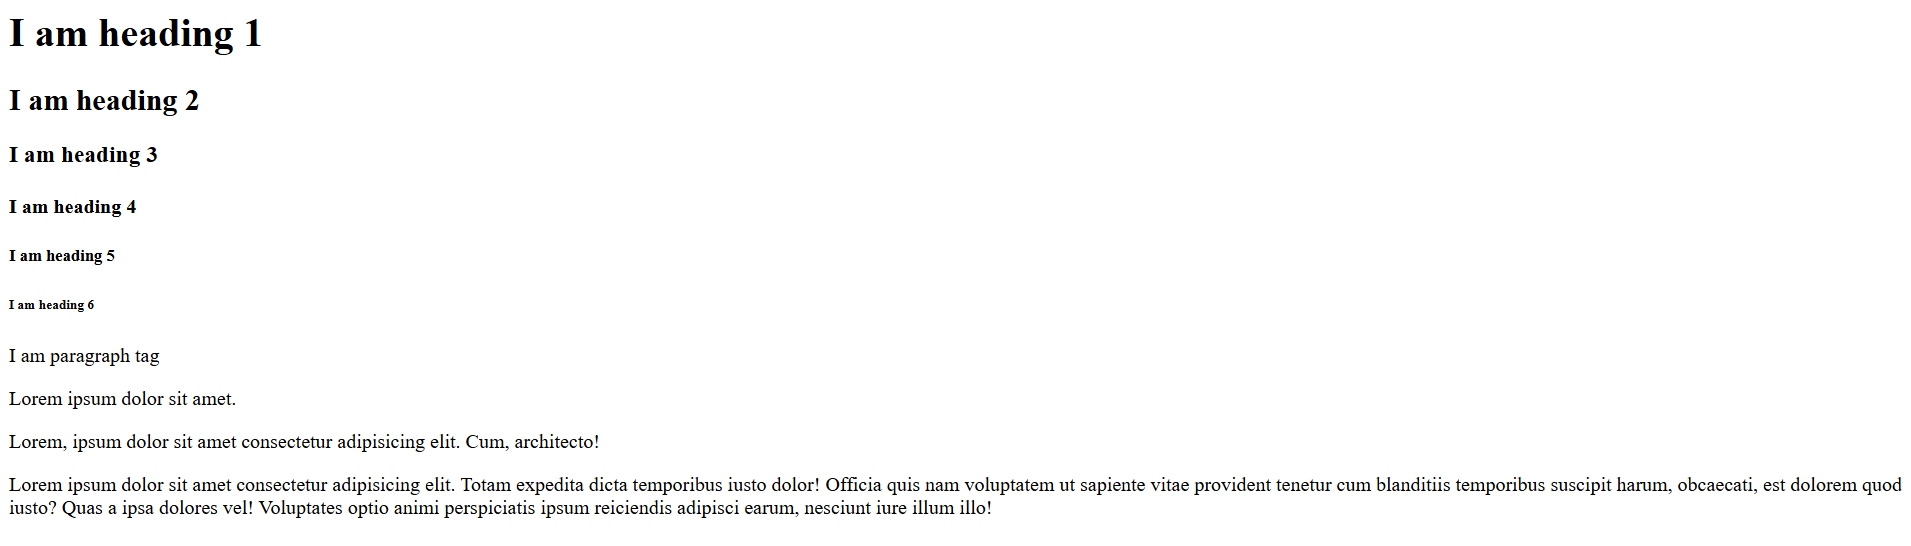 I am heading 1
I am heading 2
I am heading 3
I am heading 4
I am heading 5
I am heading 6
I am paragraph tag
Lorem ipsum dolor sit amet.
Lorem, ipsum dolor sit amet consectetur adipisicing elit. Cum, architecto!
Lorem ipsum dolor sit amet consectetur adipisicing elit. Totam expedita dicta temporibus iusto dolor! Officia quis nam voluptatem ut sapiente vitae provident tenetur cum blanditiis temporibus suscipit harum, obcaecati, est dolorem quod
iusto? Quas a ipsa dolores vel! Voluptates optio animi perspiciatis ipsum reiciendis adipisci earum, nesciunt iure illum illo!